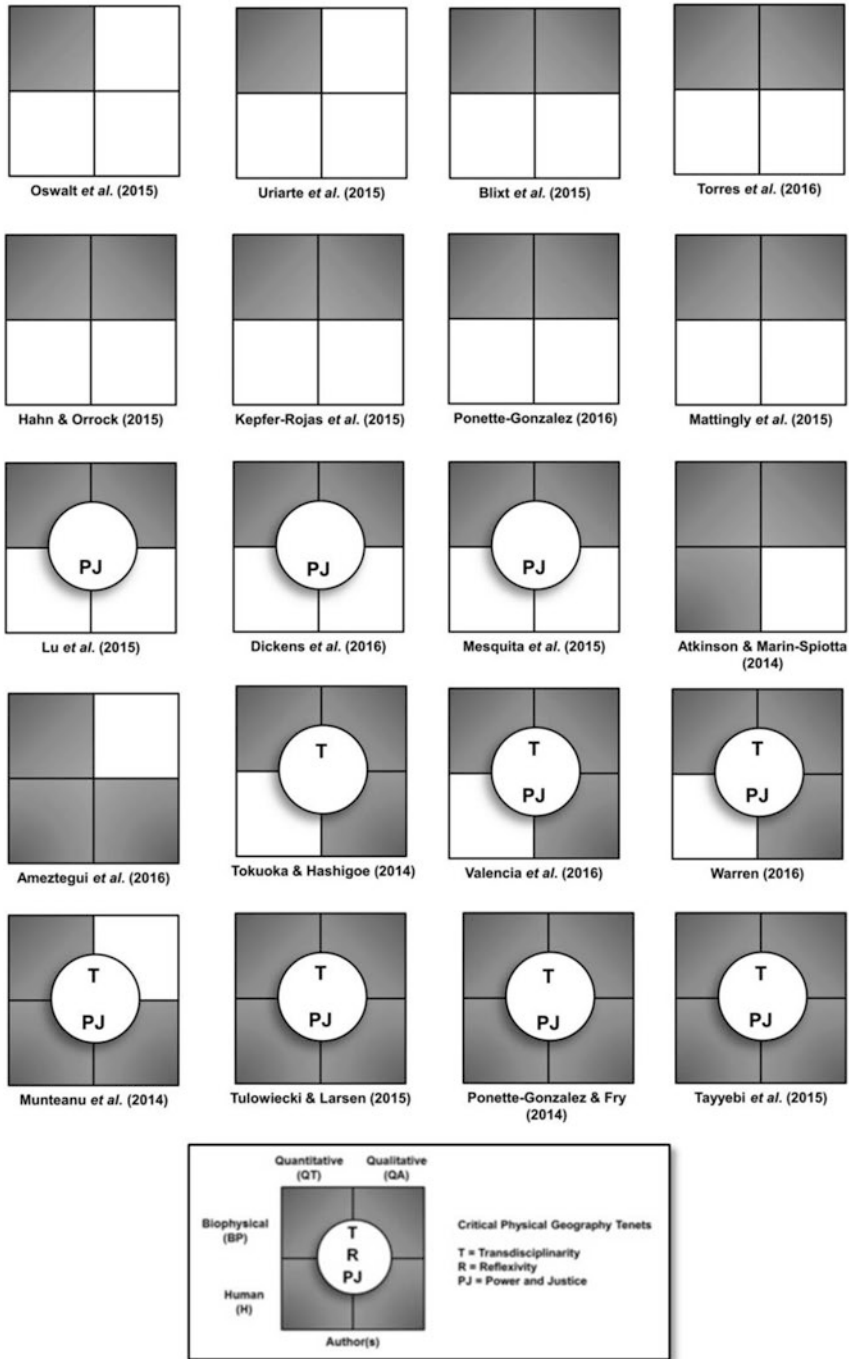 Oswalt et al. (2015)
Uriarte et al. (2015)
Blixt et al. (2015)
Torres et al. (2016)
Hahn & Orrock (2015)
Kepfer-Rojas et al. (2015)
Ponette-Gonzalez (2016)
Mattingly et al. (2015)
PJ
Lu et al. (2015)
PJ
Dickens et al. (2016)
PJ
Mesquita et al. (2015)
Atkinson & Marin-Spiotta
(2014)
Ameztegui et al. (2016)
T
Tokuoka & Hashigoe (2014)
T
PJ
Valencia et al. (2016)
T
PJ
Warren (2016)
T
PJ
Munteanu et al. (2014)
T
PJ
Tulowiecki & Larsen (2015)
T
PJ
Ponette-Gonzalez & Fry
(2014)
T
PJ
Tayyebi et al. (2015)
Quantitative
(QT)
Qualitative
(QA)
Biophysical
(BP)
Human
(H)
T
R
PJ
Author(s)
Critical Physical Geography Tenets
T = Transdisciplinarity
R = Reflexivity
PJ = Power and Justice